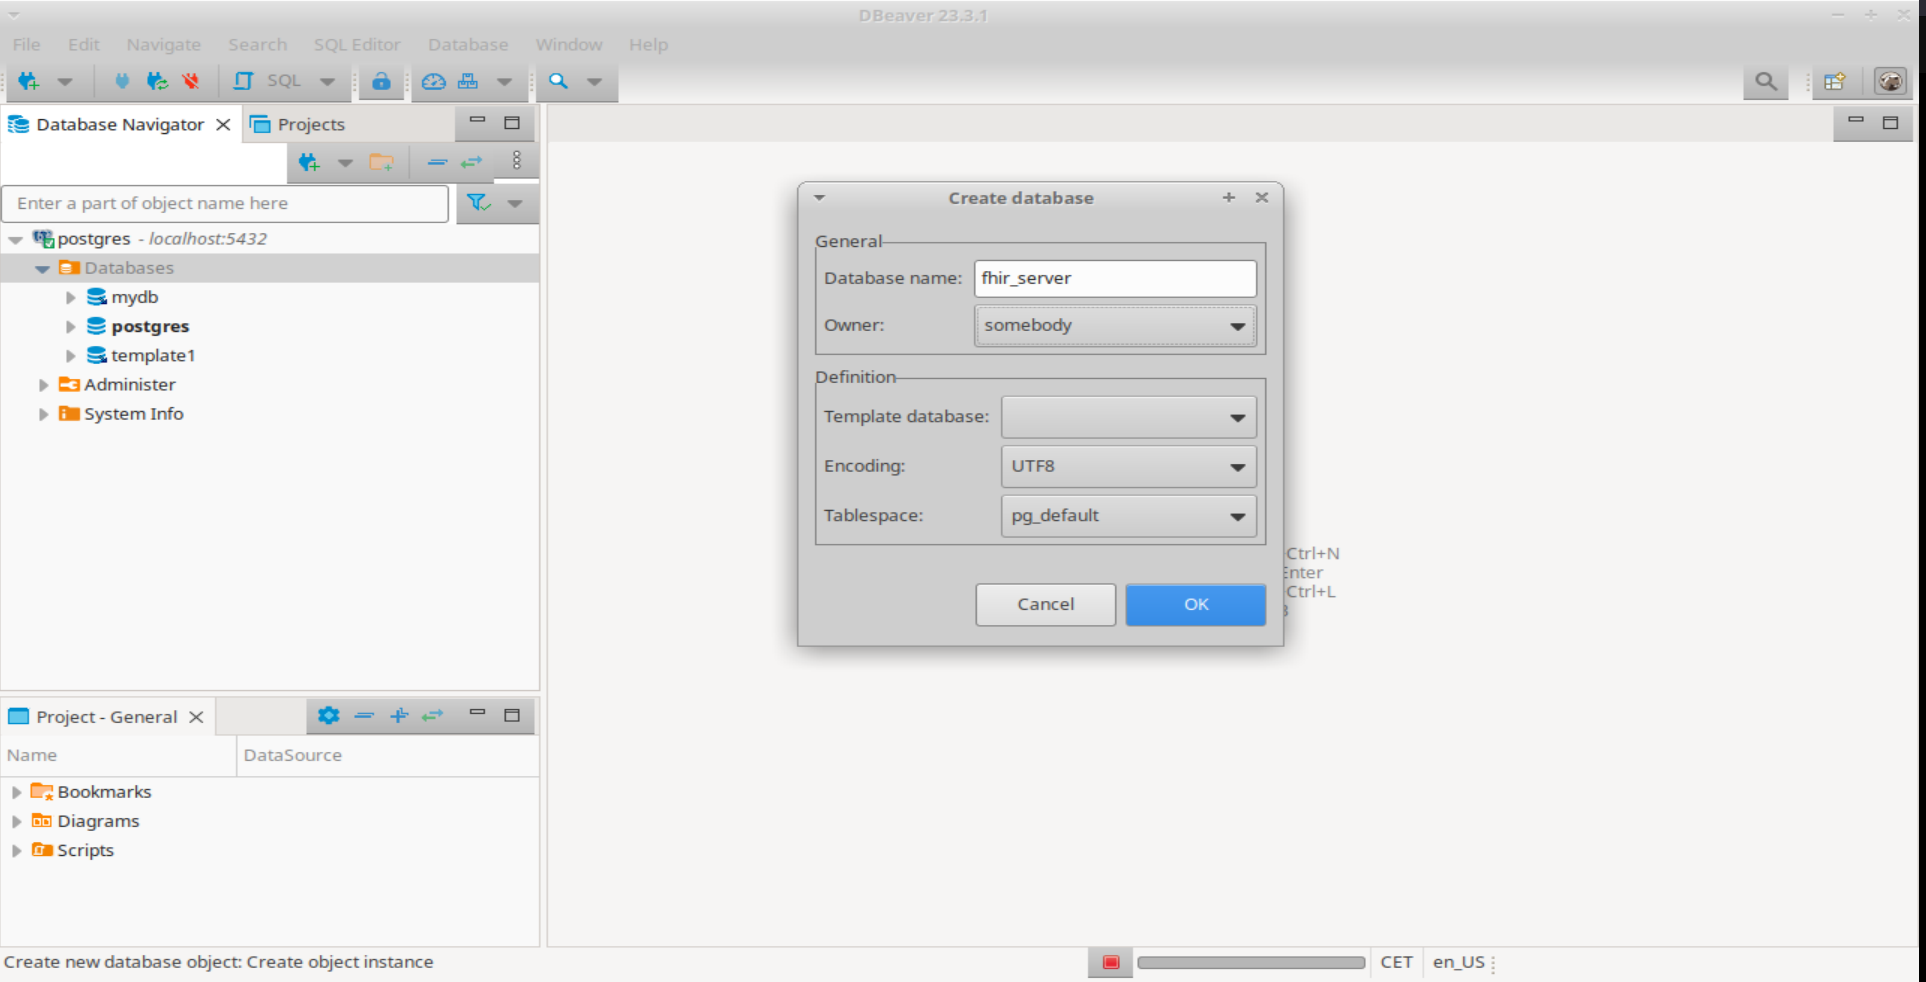 DBeaver 23.3.1
File Edit Navigate Search SQL Editor Database Window Help
SQL
Database Navigator
Projects
Enter a part of object name here
postgres - localhost:5432
Databases
mydb
postgres
template1
Administer
System Info
Create database
General
Database name: fhir_server
Owner: somebody
Definition
Template database:
Encoding: UTF8
Tablespace: pg_default
Cancel OK
Ctrl+N
Enter
Ctrl+L
Project - General
Name DataSource
Bookmarks
Diagrams
Scripts
Create new database object: Create object instance
CET en_US